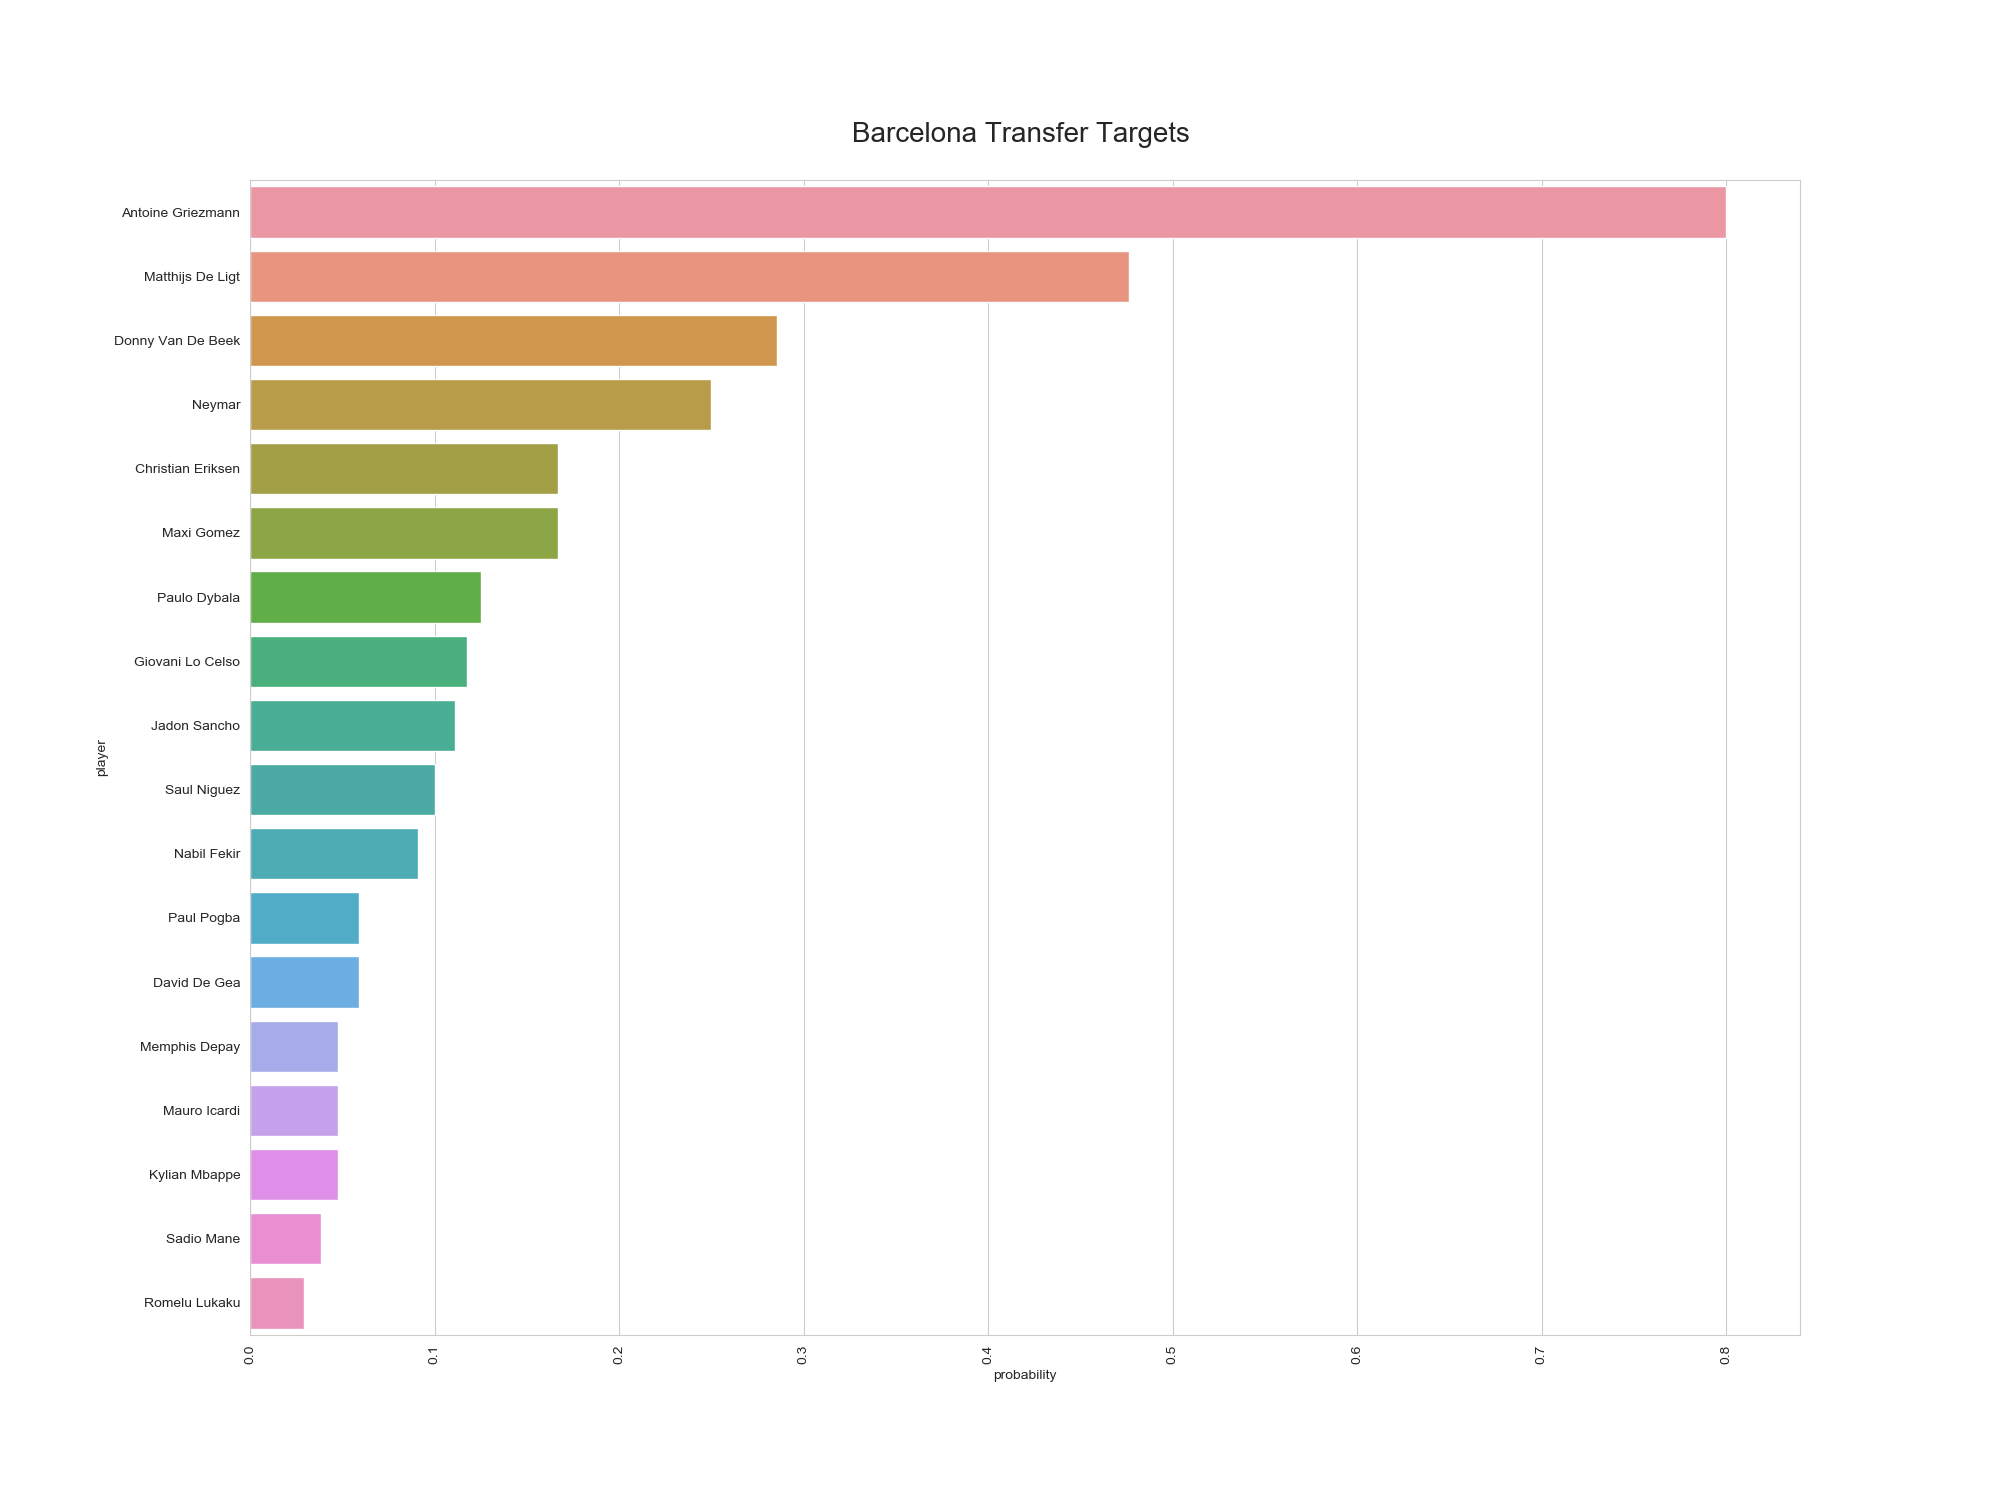 Barcelona Transfer Targets
Antoine Griezmann
Matthijs De Ligt
Donny Van De Beek
Neymar
Christian Eriksen
Maxi Gomez
Paulo Dybala
Giovani Lo Celso
Jadon Sancho
player
Saul Niguez
Nabil Fekir
Paul Pogba
David De Gea
Memphis Depay
Mauro Icardi
Kylian Mbappe
Sadio Mane
Romelu Lukaku
0.0 0.1 0.2 0.3 0.4 0.5 0.6 0.7 0.8
probability